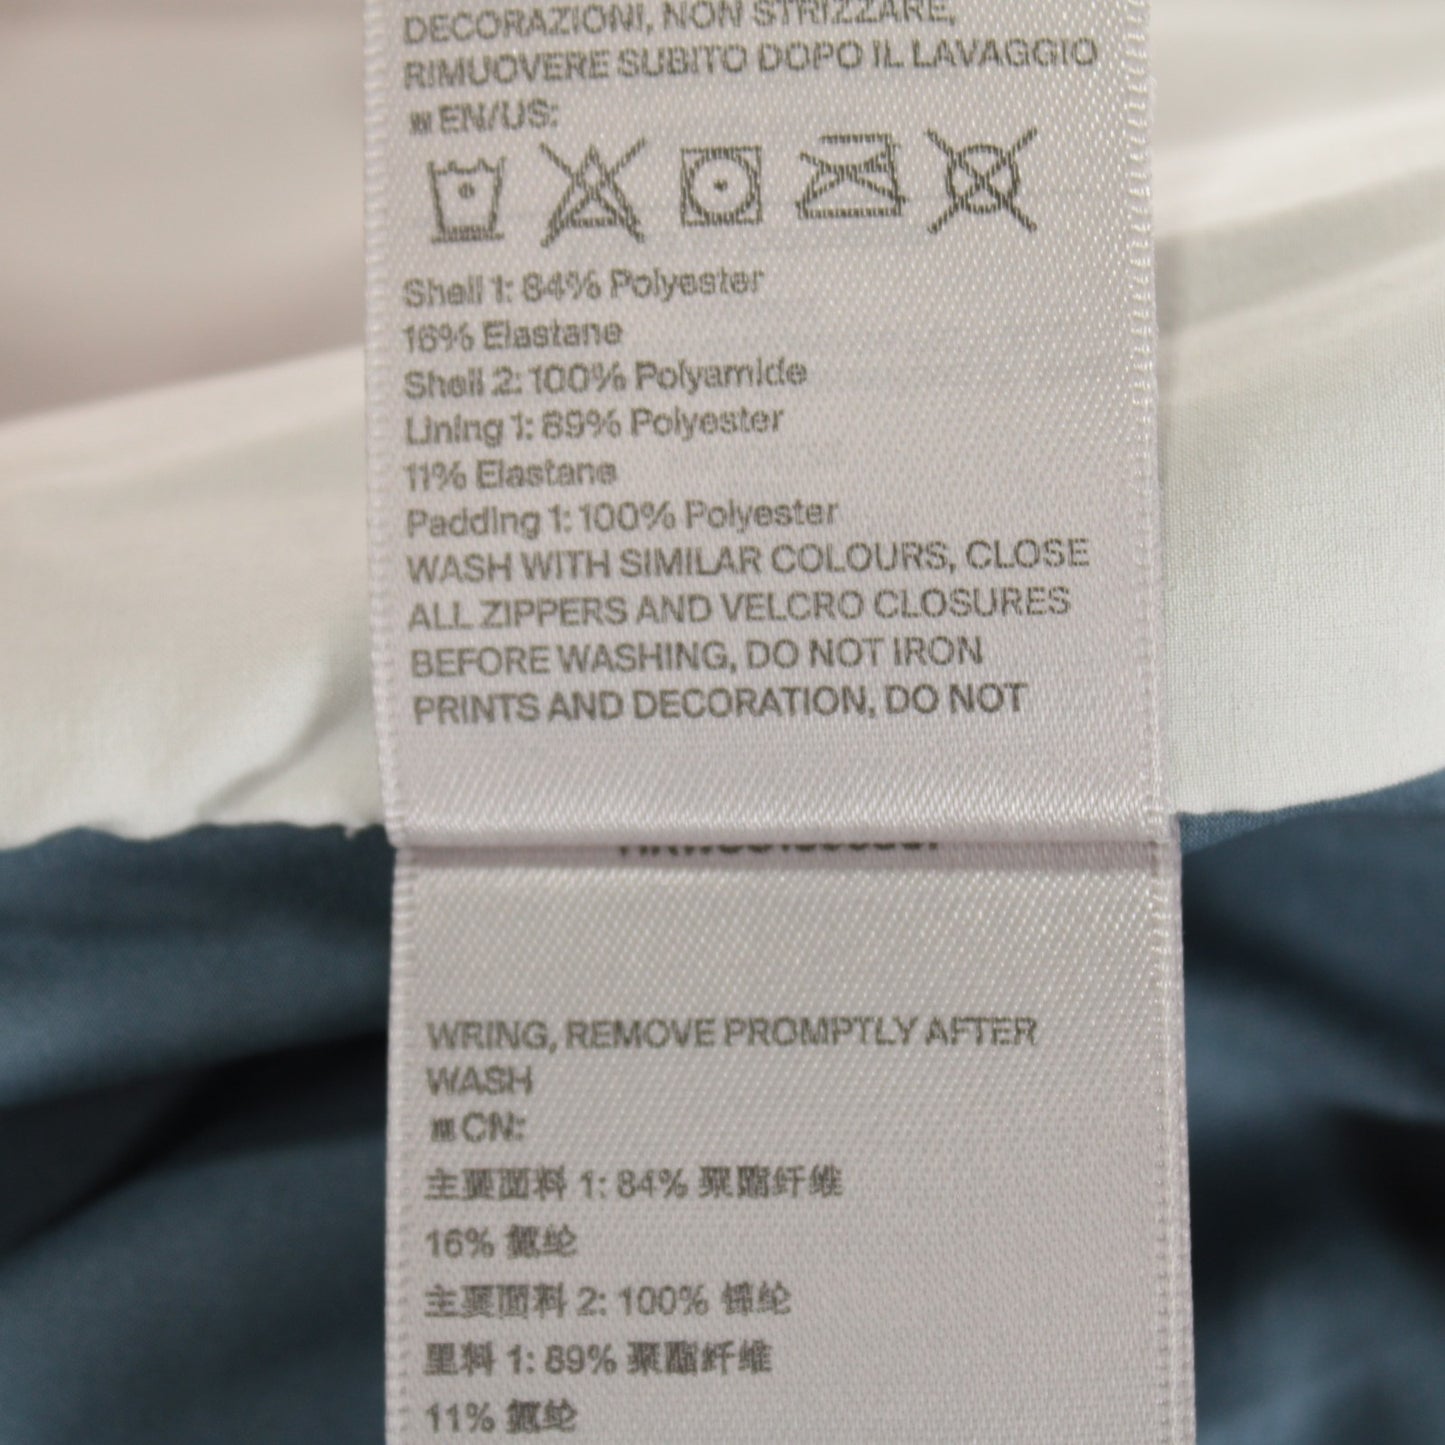 DECORAZIONI, NON STRIZZARE,
RIMUOVERE SUBITO DOPO IL LAVAGGIO
EN/US:
Shell 1: 84% Polyester
16% Elastane
Shell 2: 100% Polyamide
Lining 1: 89% Polyester
11% Elastane
Padding 1: 100% Polyester
WASH WITH SIMILAR COLOURS, CLOSE
ALL ZIPPERS AND VELCRO CLOSURES
BEFORE WASHING, DO NOT IRON
PRINTS AND DECORATION, DO NOT
WRING, REMOVE PROMPTLY AFTER
WASH
CN:
主要面料 1: 84% 聚酯纤维
16% 氨纶
主要面料 2: 100% 锦纶
里料 1: 89% 聚酯纤维
11% 氨纶